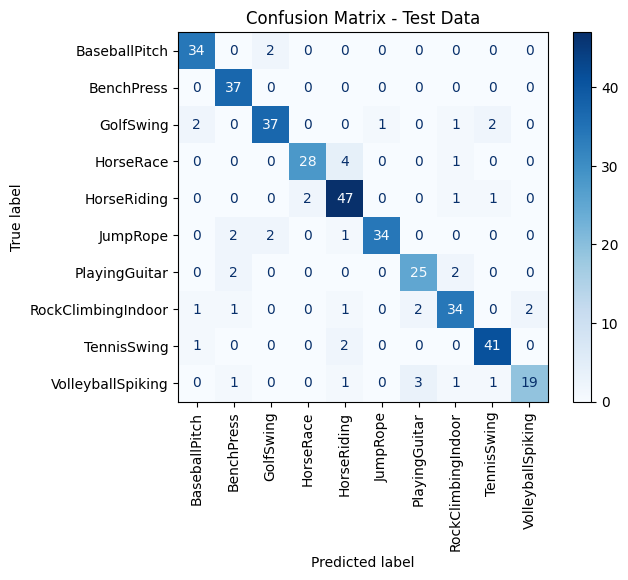 Confusion Matrix - Test Data
BaseballPitch 34 0 2 0 0 0 0 0 0 0
BenchPress 0 37 0 0 0 0 0 0 0 0
GolfSwing 2 0 37 0 0 1 0 1 2 0
HorseRace 0 0 0 28 4 0 0 1 0 0
HorseRiding 0 0 0 2 47 0 0 1 1 0
JumpRope 0 2 2 0 1 34 0 0 0 0
PlayingGuitar 0 2 0 0 0 0 25 2 0 0
RockClimbingIndoor 1 1 0 0 1 0 2 34 0 2
TennisSwing 1 0 0 0 2 0 0 0 41 0
VolleyballSpiking 0 1 0 0 1 0 3 1 1 19
BaseballPitch
BenchPress
GolfSwing
HorseRace
HorseRiding
JumpRope
PlayingGuitar
RockClimbingIndoor
TennisSwing
VolleyballSpiking
Predicted label
True label
40
30
20
10
0